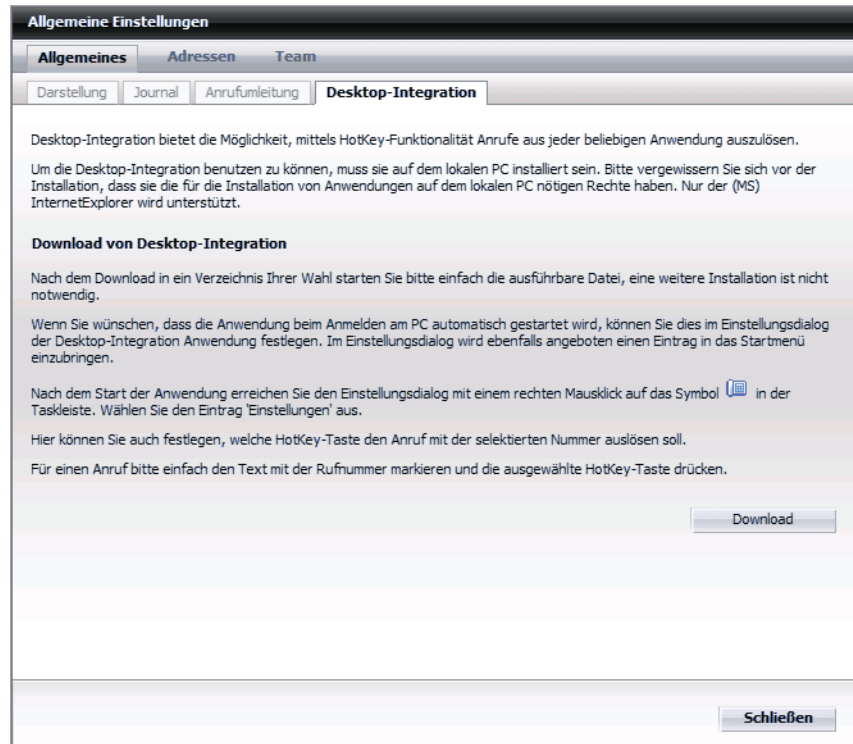 Allgemeine Einstellungen
Allgemeines Adressen Team
Darstellung Journal Anrufumleitung Desktop-Integration
Desktop-Integration bietet die Möglichkeit, mittels HotKey-Funktionalität Anrufe aus jeder beliebigen Anwendung auszulösen.
Um die Desktop-Integration benutzen zu können, muss sie auf dem lokalen PC installiert sein. Bitte vergewissern Sie sich vor der
Installation, dass sie die für die Installation von Anwendungen auf dem lokalen PC nötigen Rechte haben. Nur der (MS)
InternetExplorer wird unterstützt.
Download von Desktop-Integration
Nach dem Download in ein Verzeichnis Ihrer Wahl starten Sie bitte einfach die ausführbare Datei, eine weitere Installation ist nicht
notwendig.
Wenn Sie wünschen, dass die Anwendung beim Anmelden am PC automatisch gestartet wird, können Sie dies im Einstellungsdialog
der Desktop-Integration Anwendung festlegen. Im Einstellungsdialog wird ebenfalls angeboten einen Eintrag in das Startmenü
einzubringen.
Nach dem Start der Anwendung erreichen Sie den Einstellungsdialog mit einem rechten Mausklick auf das Symbol in der
Taskleiste. Wählen Sie den Eintrag 'Einstellungen' aus.
Hier können Sie auch festlegen, welche HotKey-Taste den Anruf mit der selektierten Nummer auslösen soll.
Für einen Anruf bitte einfach den Text mit der Rufnummer markieren und die ausgewählte HotKey-Taste drücken.
Download
Schließen